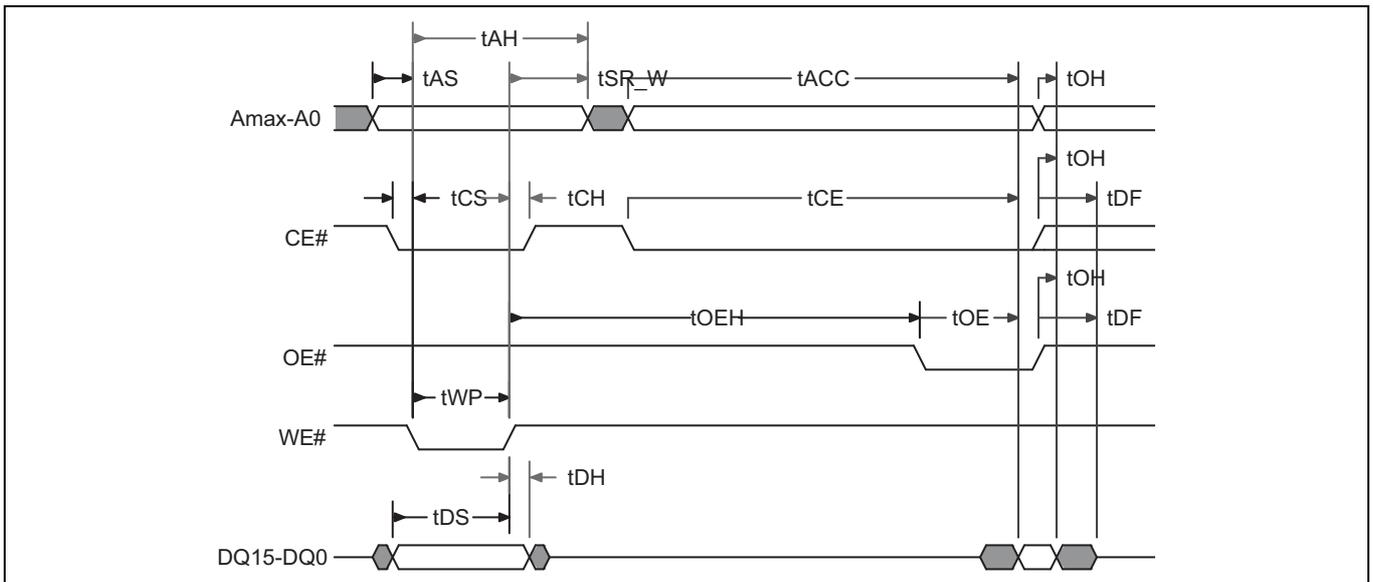 tAH
tAS
tSR_W
tACC
tOH
Amax-A0
tOH
tCS
tCH
tCE
tDF
CE#
tOH
tOEH
tOE
tDF
OE#
tWP
WE#
tDH
tDS
DQ15-DQ0